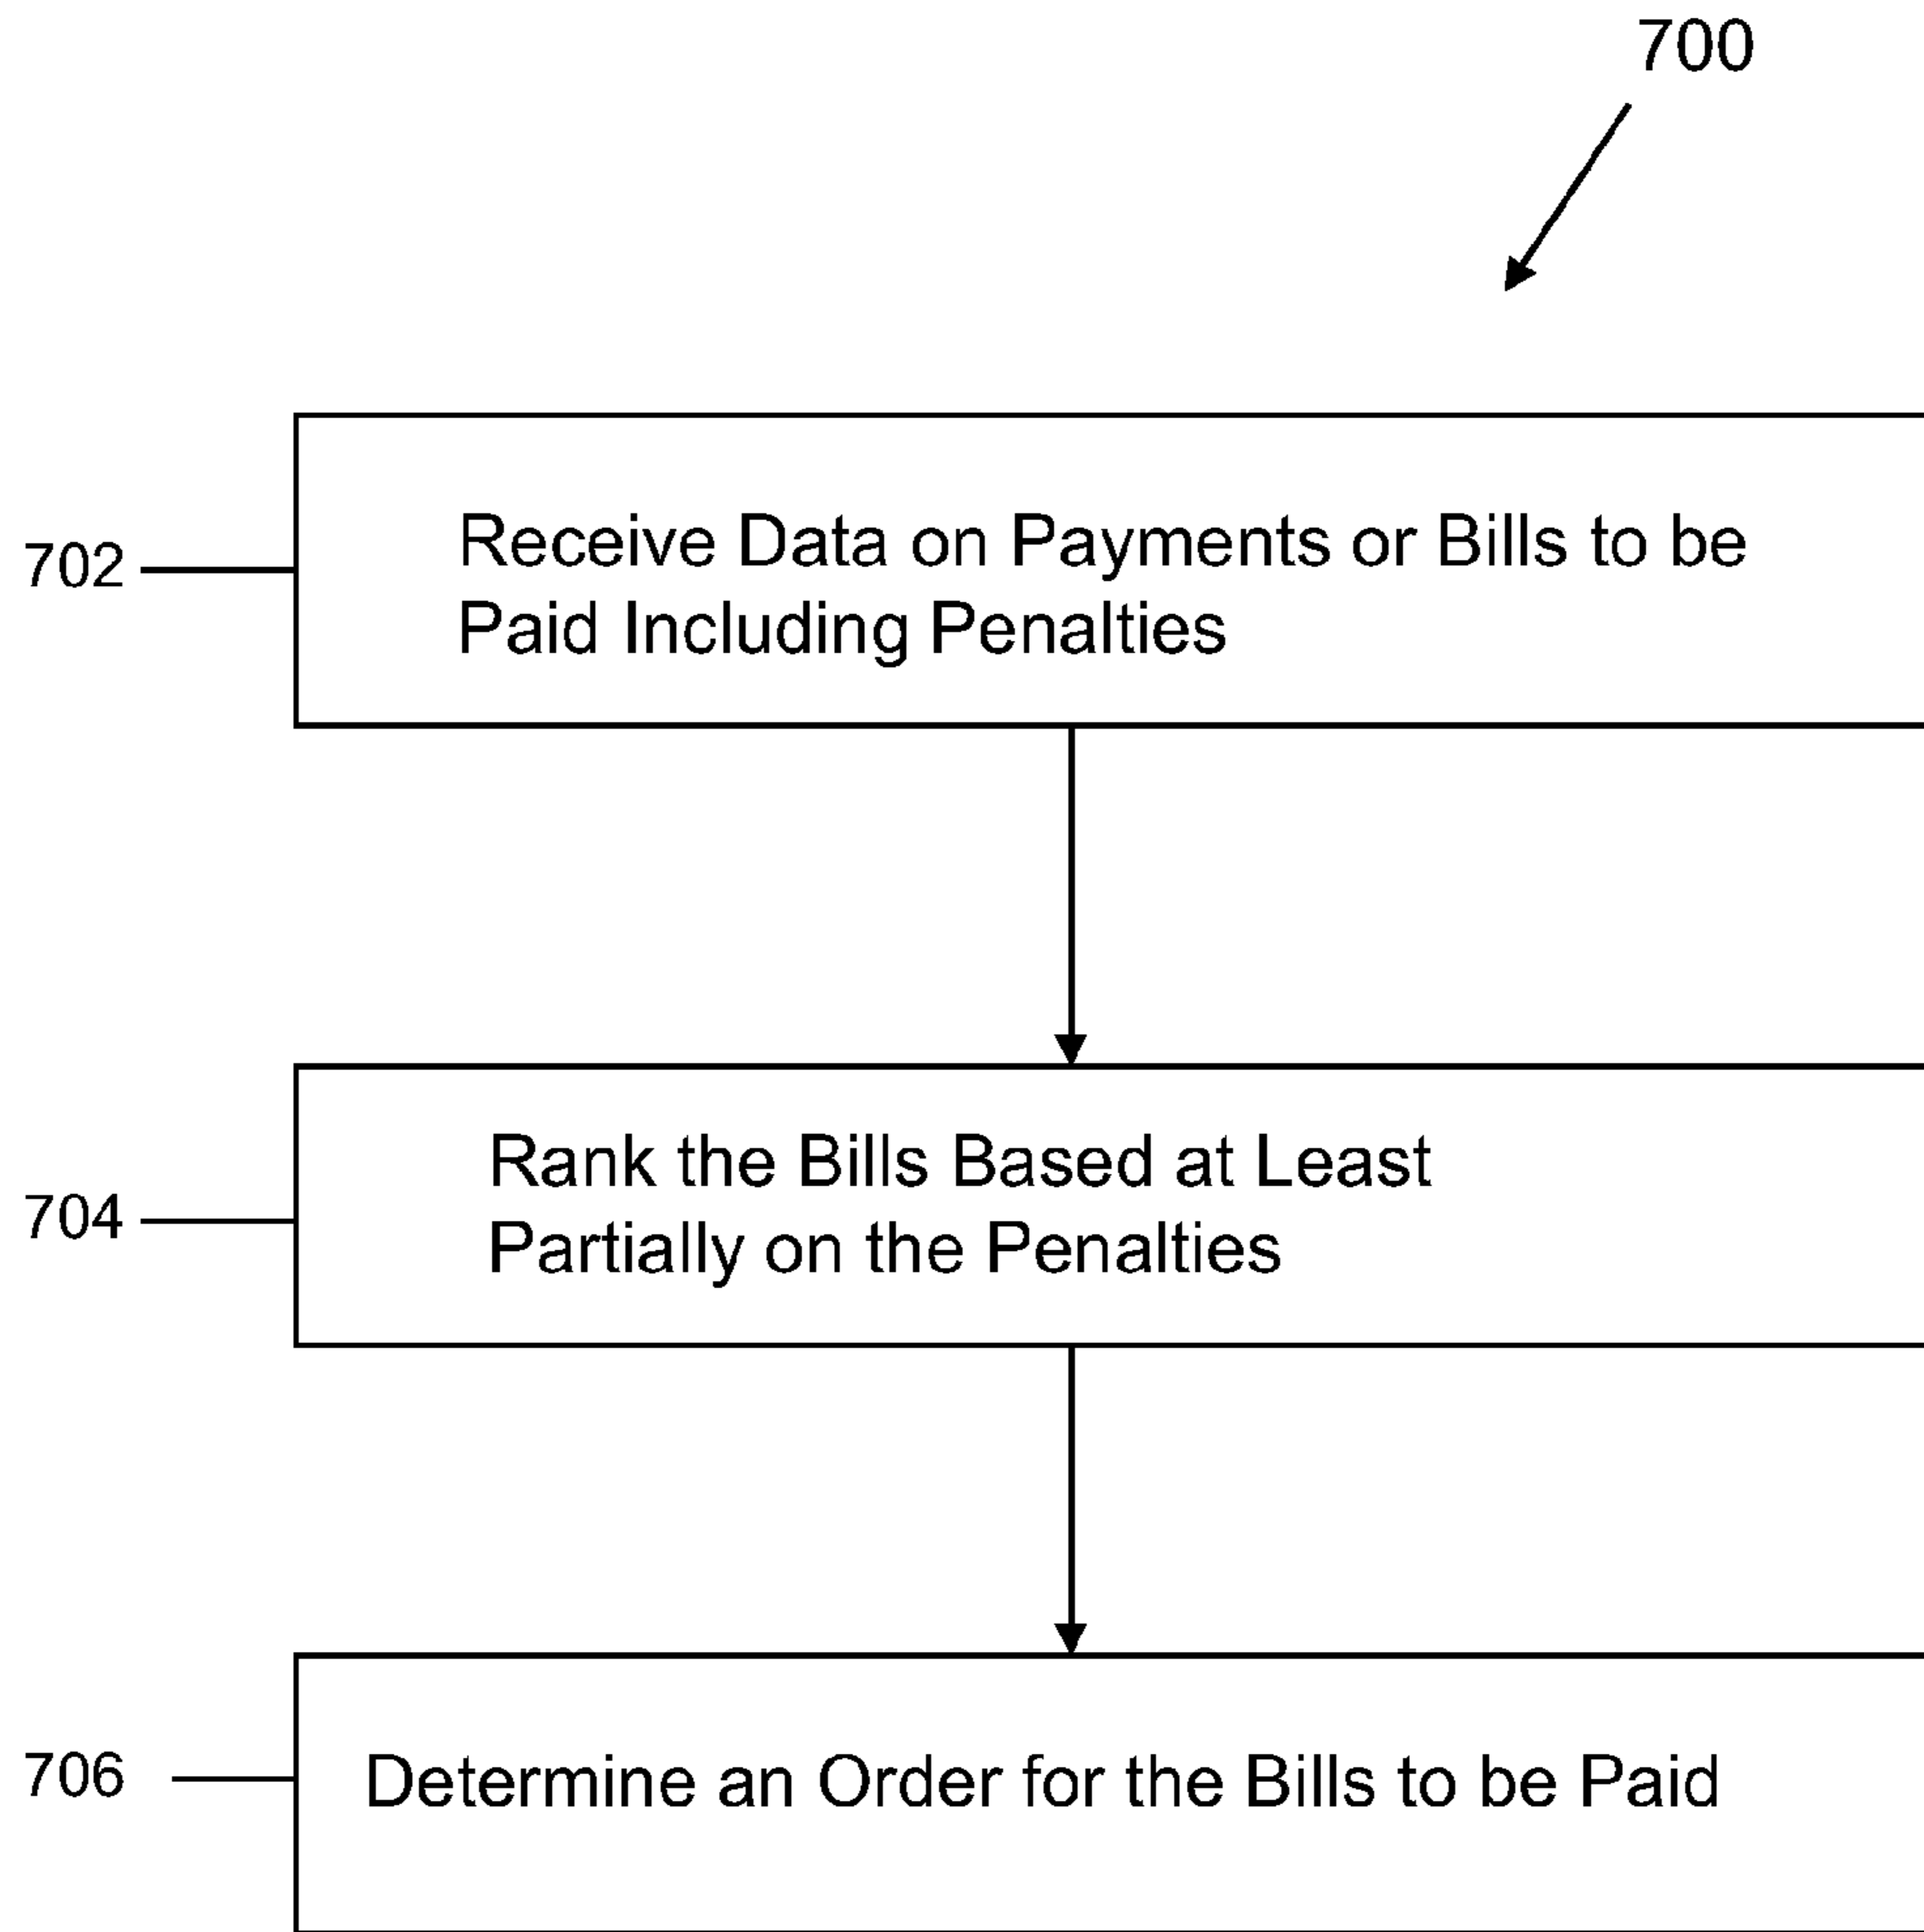 700
702
Receive Data on Payments or Bills to be
Paid Including Penalties
704
Rank the Bills Based at Least
Partially on the Penalties
706
Determine an Order for the Bills to be Paid